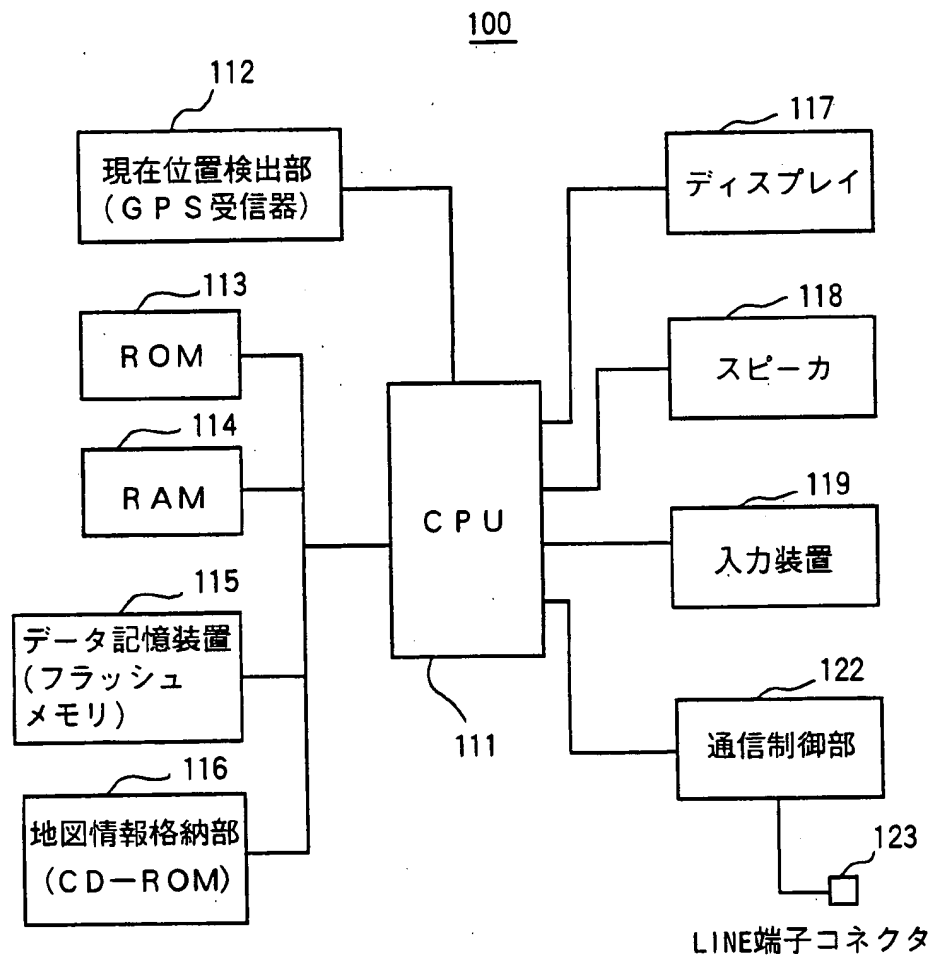 100
112
現在位置検出部
(GPS受信器)
113
ROM
114
RAM
115
データ記憶装置
(フラッシュ
メモリ)
116
地図情報格納部
(CD-ROM)
CPU
111
117
ディスプレイ
118
スピーカ
119
入力装置
122
通信制御部
123
LINE端子コネクタ